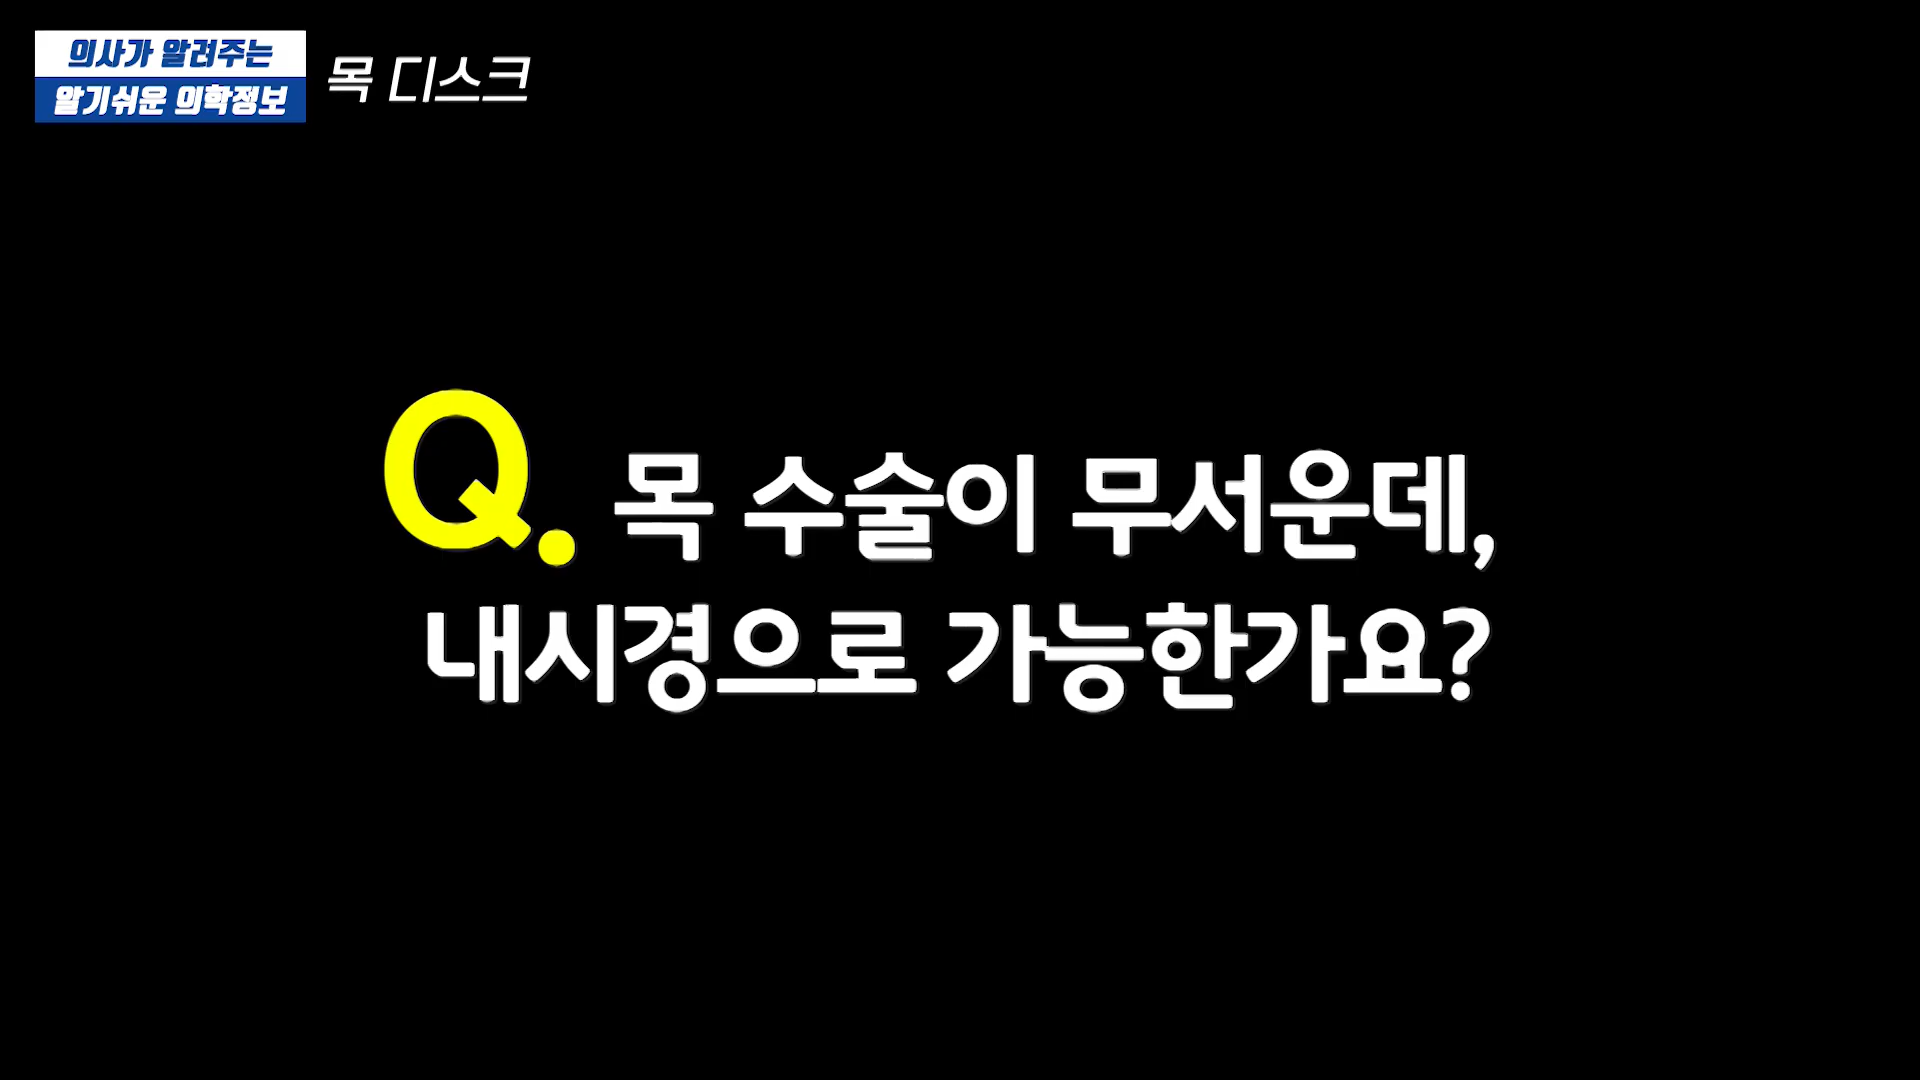 의사가 알려주는
알기쉬운 의학정보
목 디스크
Q. 목 수술이 무서운데,
내시경으로 가능한가요?